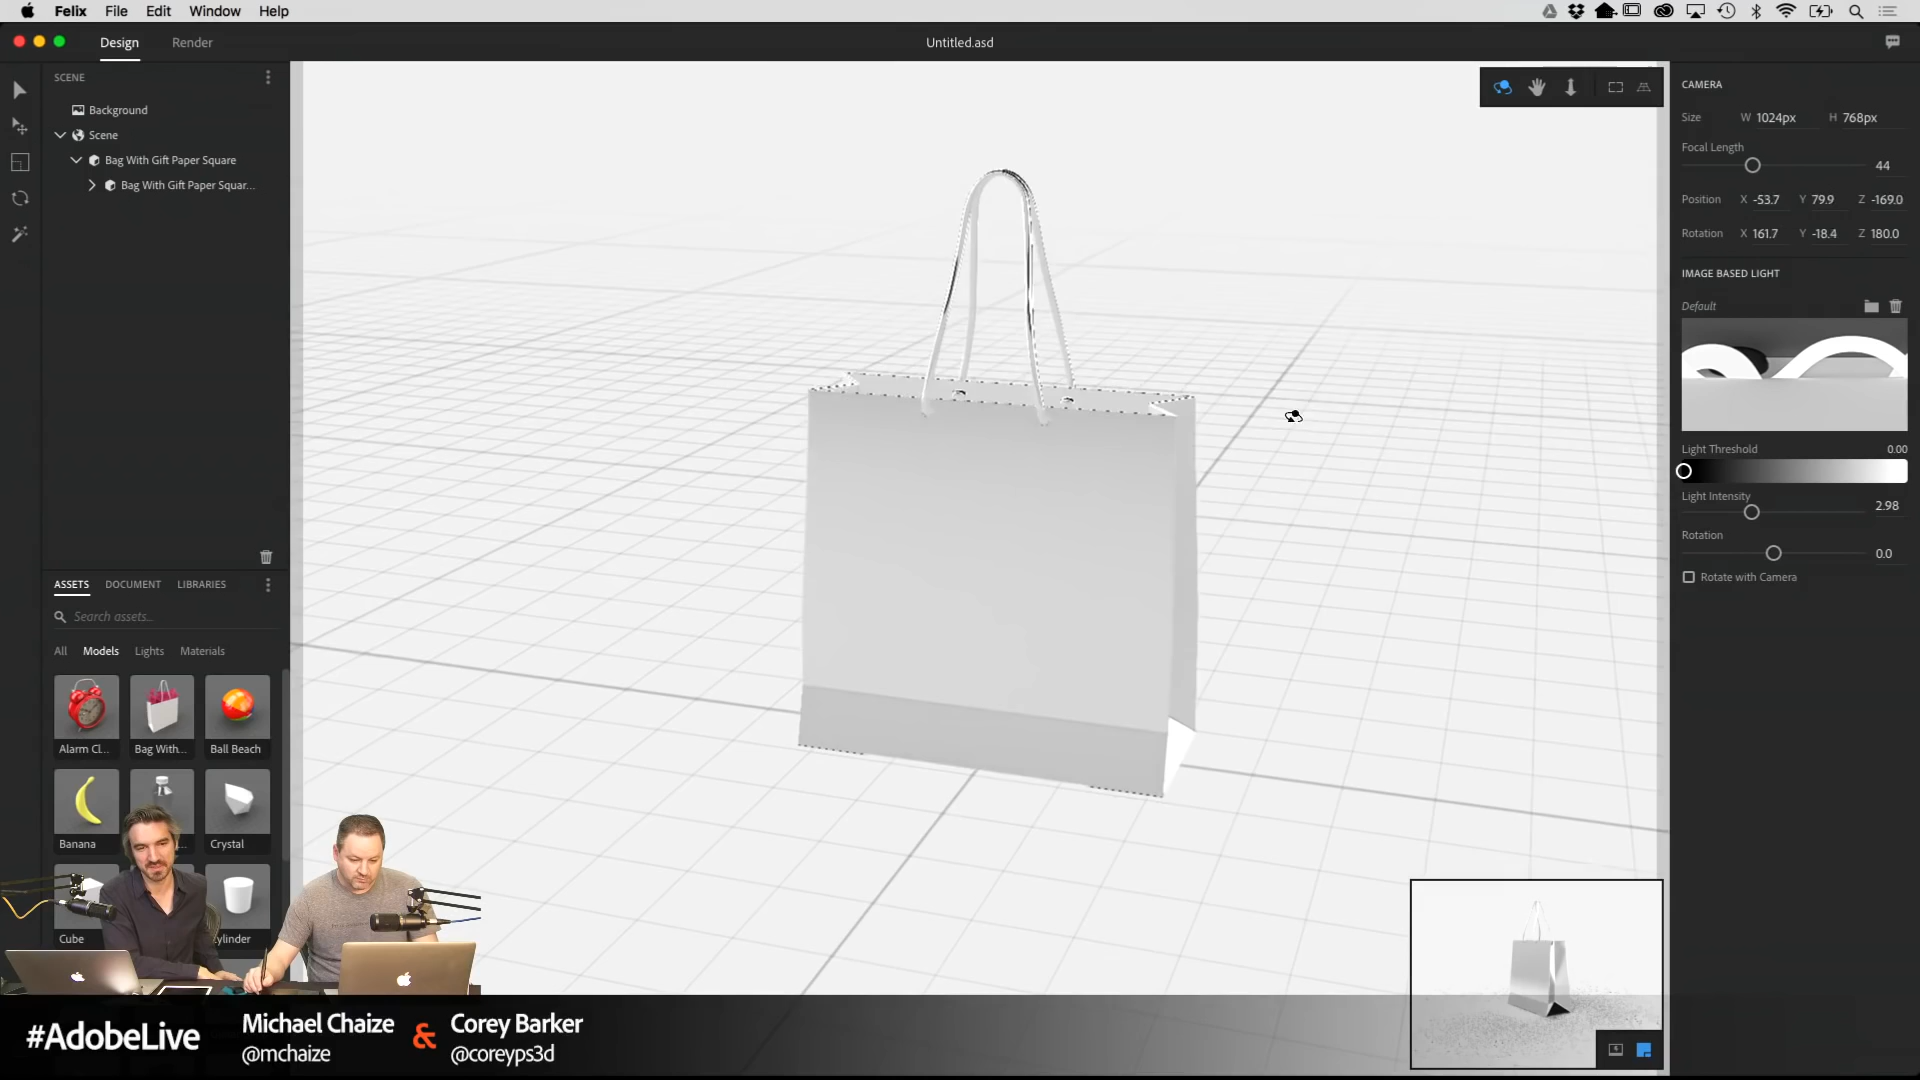 Felix File Edit Window Help
Design Render Untitled.asd
SCENE
Background
Scene
Bag With Gift Paper Square
Bag With Gift Paper Squar...
ASSETS DOCUMENT LIBRARIES
Search assets...
All Models Lights Materials
Alarm Cl... Bag With... Ball Beach
Banana Crystal
Cube
CAMERA
Size W 1024px H 768px
Focal Length
44
Position X -53.7 Y 79.9 Z -169.0
Rotation X 161.7 Y -18.4 Z 180.0
IMAGE BASED LIGHT
Default
Light Threshold 0.00
Light Intensity
2.98
Rotation
0.0
Rotate with Camera
#AdobeLive
Michael Chaize & Corey Barker
@mchaize @coreyps3d